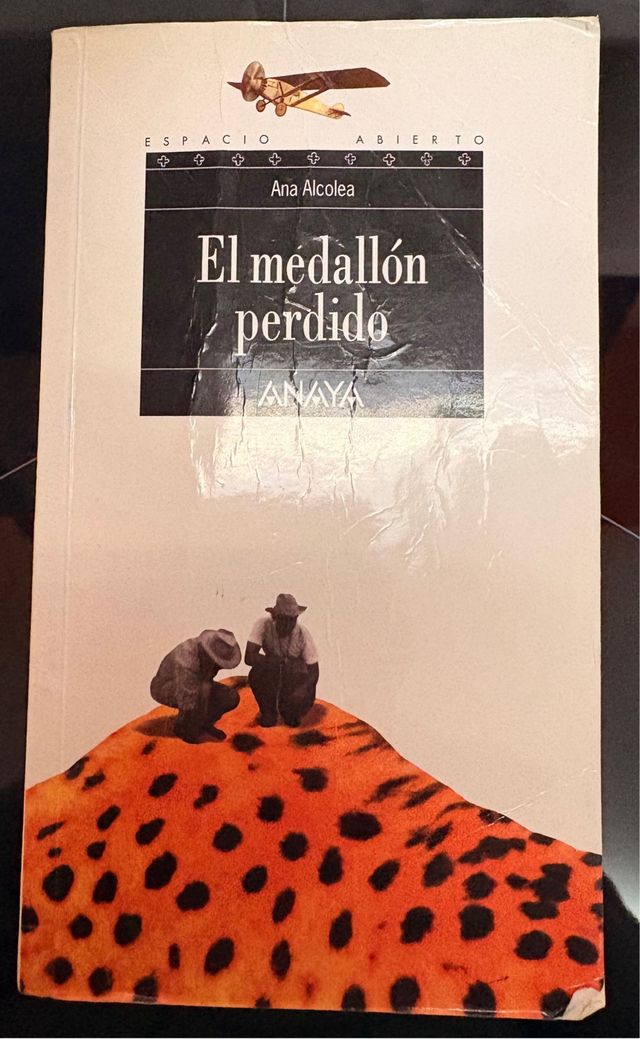 ESPACIO ABIERTO
Ana Alcolea
El medallón
perdido
ANAYA